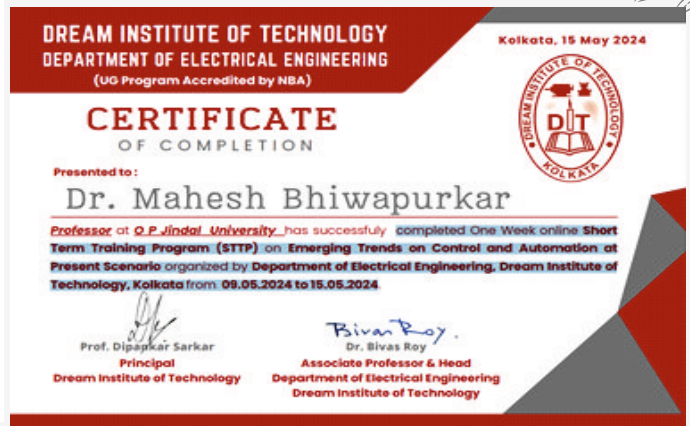 DREAM INSTITUTE OF TECHNOLOGY
DEPARTMENT OF ELECTRICAL ENGINEERING
(UG Program Accredited by NBA)
Kolkata, 15 May 2024
DREAM INSTITUTE OF TECHNOLOGY
DIT
KOLKATA
CERTIFICATE
OF COMPLETION
Presented to :
Dr. Mahesh Bhiwapurkar
Professor at O P Jindal University has successfuly completed One Week online Short
Term Training Program (STTP) on Emerging Trends on Control and Automation at
Present Scenario organized by Department of Electrical Engineering, Dream Institute of
Technology, Kolkata from 09.05.2024 to 15.05.2024
Prof. Dipankar Sarkar
Principal
Dream Institute of Technology
Bivas Roy.
Dr. Bivas Roy
Associate Professor & Head
Department of Electrical Engineering
Dream Institute of Technology